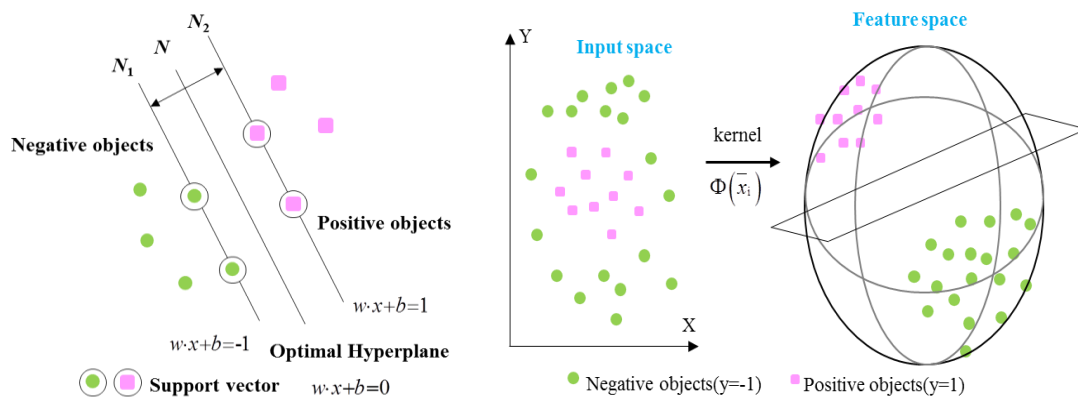 N₁
N
N₂
Negative objects
Positive objects
w·x+b=1
w·x+b=-1
Optimal Hyperplane
w·x+b=0
Support vector
Input space
Y
X
kernel
Φ(x̅ᵢ)
Feature space
Negative objects(y=-1)
Positive objects(y=1)